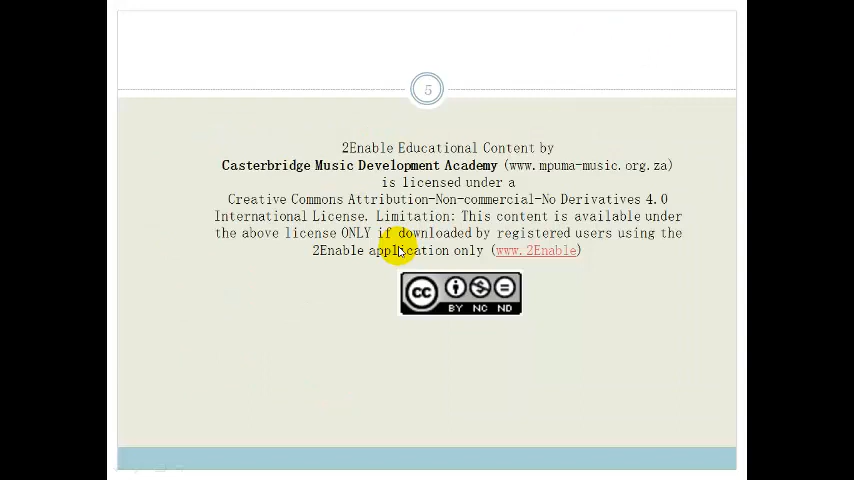 5
2Enable Educational Content by
Casterbridge Music Development Academy (www.mpuma-music.org.za)
is licensed under a
Creative Commons Attribution-Non-commercial-No Derivatives 4.0
International License. Limitation: This content is available under
the above license ONLY if downloaded by registered users using the
2Enable application only (www.2Enable)
cc BY NC ND